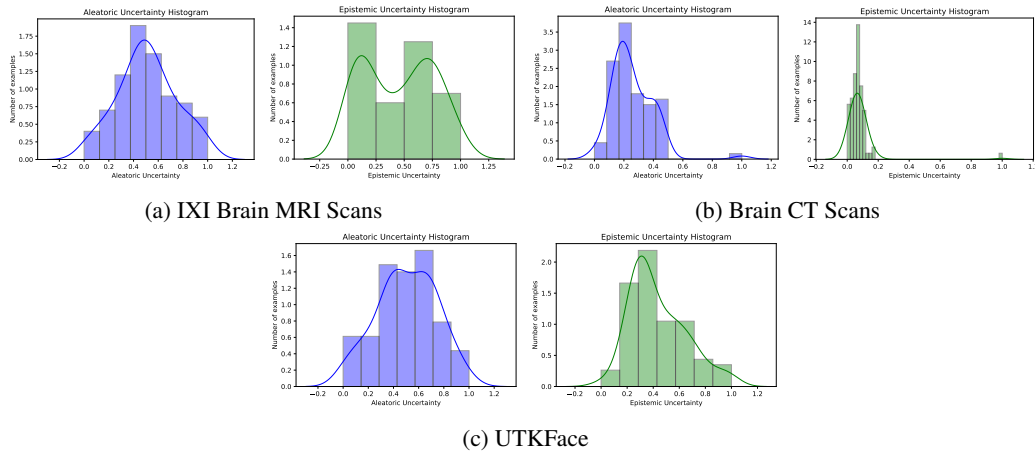 Aleatoric Uncertainty Histogram
Number of examples
1.75
1.50
1.25
1.00
0.75
0.50
0.25
0.00
−0.2 0.0 0.2 0.4 0.6 0.8 1.0 1.2
Aleatoric Uncertainty
Epistemic Uncertainty Histogram
Number of examples
1.4
1.2
1.0
0.8
0.6
0.4
0.2
0.0
−0.25 0.00 0.25 0.50 0.75 1.00 1.25
Epistemic Uncertainty
(a) IXI Brain MRI Scans
Aleatoric Uncertainty Histogram
Number of examples
3.5
3.0
2.5
2.0
1.5
1.0
0.5
0.0
−0.2 0.0 0.2 0.4 0.6 0.8 1.0 1.2
Aleatoric Uncertainty
Epistemic Uncertainty Histogram
Number of examples
14
12
10
8
6
4
2
0
−0.2 0.0 0.2 0.4 0.6 0.8 1.0 1.2
Epistemic Uncertainty
(b) Brain CT Scans
Aleatoric Uncertainty Histogram
Number of examples
1.6
1.4
1.2
1.0
0.8
0.6
0.4
0.2
0.0
−0.2 0.0 0.2 0.4 0.6 0.8 1.0 1.2
Aleatoric Uncertainty
Epistemic Uncertainty Histogram
Number of examples
2.0
1.5
1.0
0.5
0.0
−0.2 0.0 0.2 0.4 0.6 0.8 1.0 1.2
Epistemic Uncertainty
(c) UTKFace